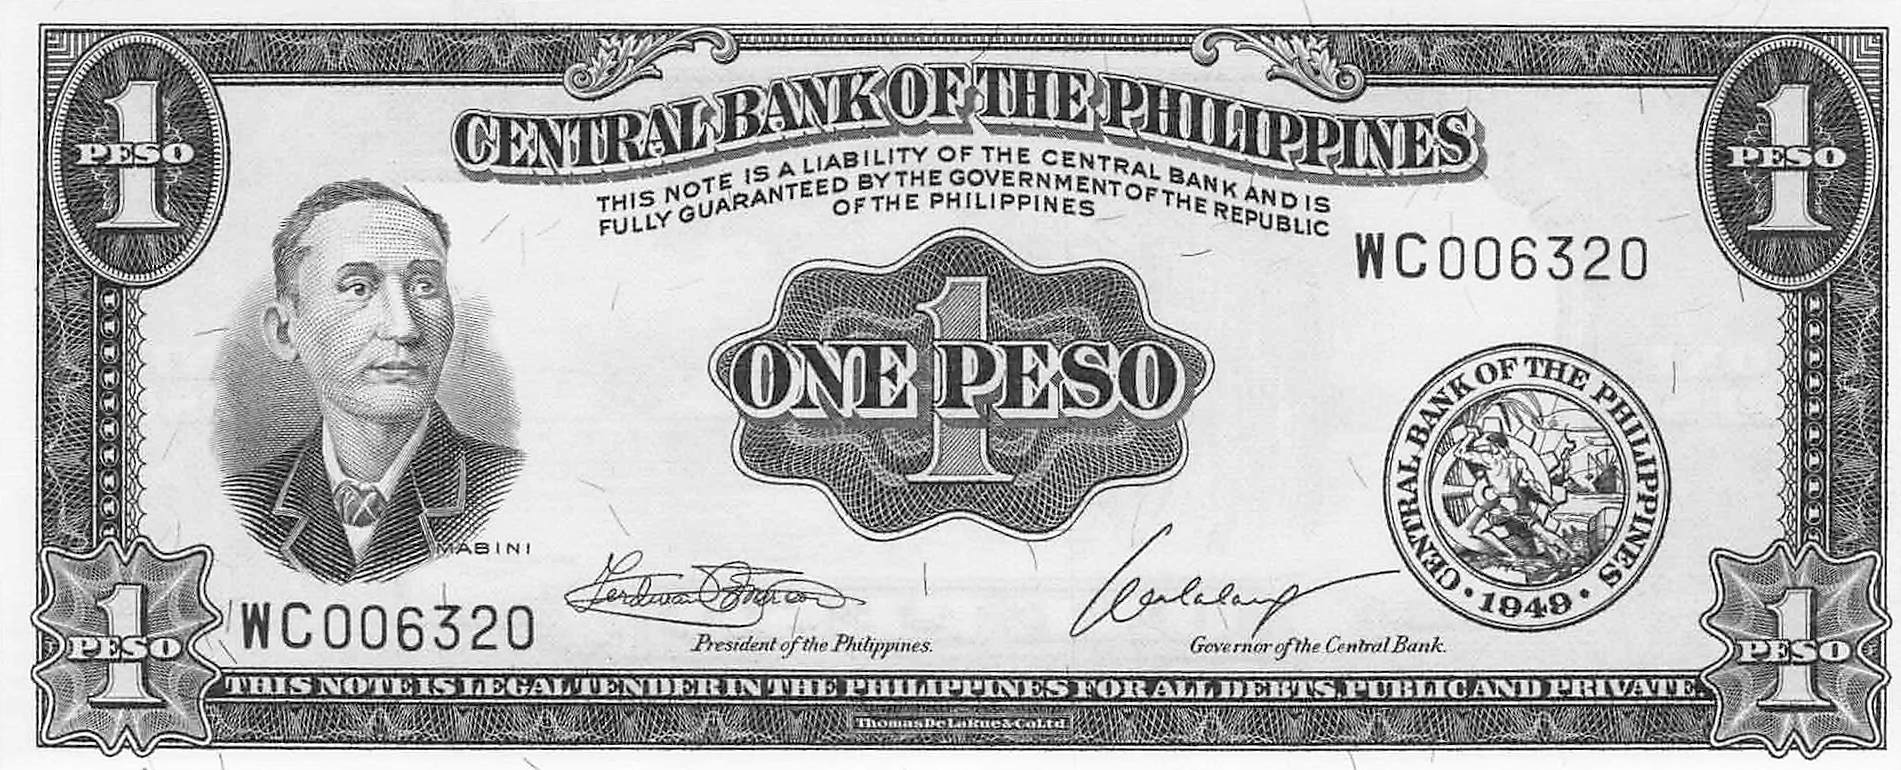 1
PESO
1
PESO
CENTRAL BANK OF THE PHILIPPINES
THIS NOTE IS A LIABILITY OF THE CENTRAL BANK AND IS
FULLY GUARANTEED BY THE GOVERNMENT OF THE REPUBLIC
OF THE PHILIPPINES
WC006320
1
ONE PESO
CENTRAL BANK OF THE PHILIPPINES
· 1949 ·
MABINI
WC006320
President of the Philippines.
Governor of the Central Bank.
1
PESO
1
PESO
THIS NOTE IS LEGAL TENDER IN THE PHILIPPINES FOR ALL DEBTS, PUBLIC AND PRIVATE.
Thomas De La Rue & Co. Ltd